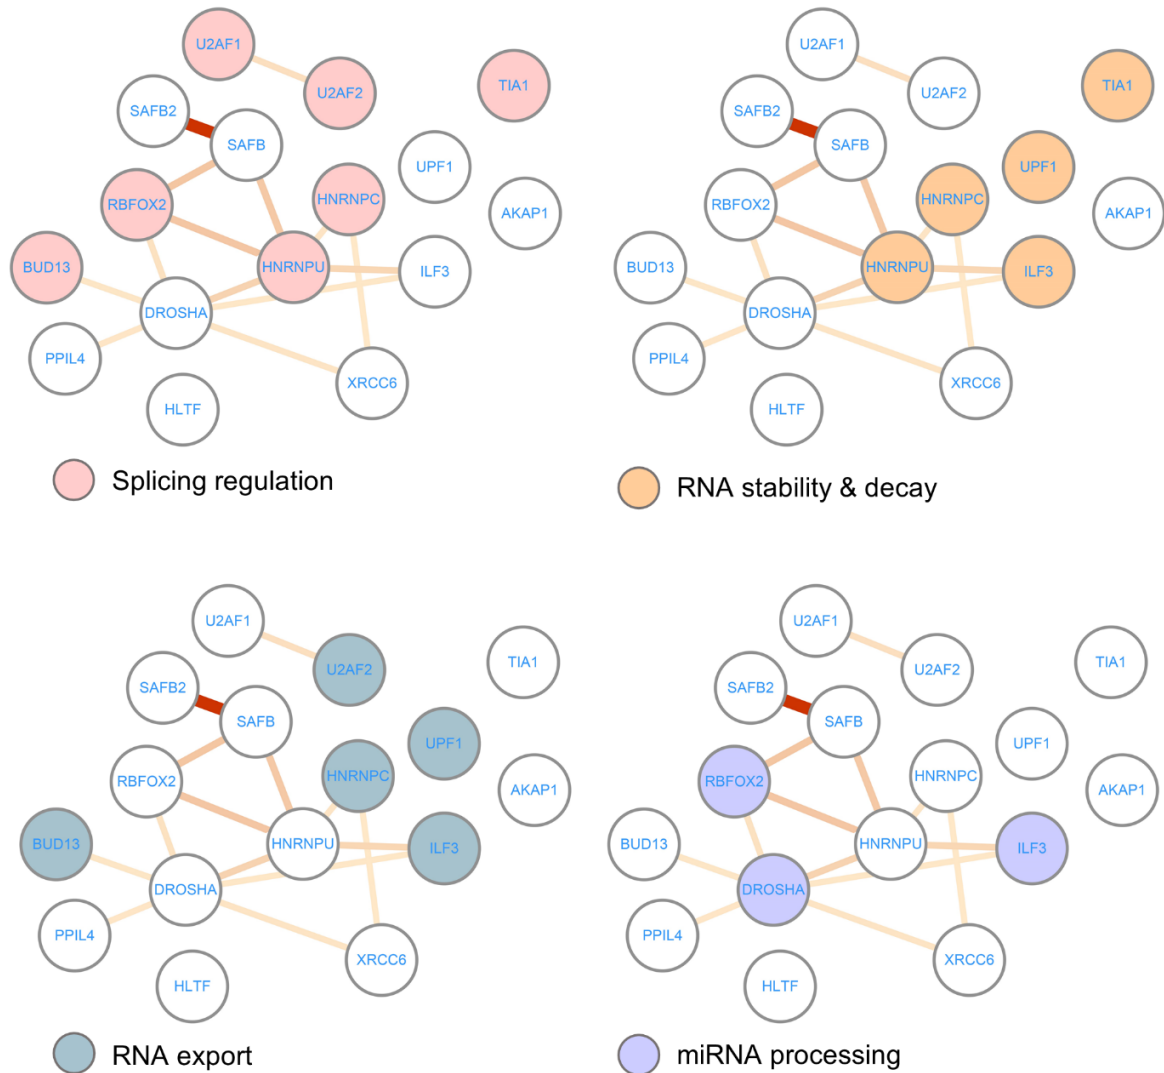 U2AF1
U2AF2
TIA1
SAFB2
SAFB
UPF1
RBFOX2
HNRNPC
AKAP1
BUD13
HNRNPU
ILF3
DROSHA
PPIL4
XRCC6
HLTF
Splicing regulation
U2AF1
U2AF2
TIA1
SAFB2
SAFB
UPF1
RBFOX2
HNRNPC
AKAP1
BUD13
HNRNPU
ILF3
DROSHA
PPIL4
XRCC6
HLTF
RNA stability & decay
U2AF1
U2AF2
TIA1
SAFB2
SAFB
UPF1
RBFOX2
HNRNPC
AKAP1
BUD13
HNRNPU
ILF3
DROSHA
PPIL4
XRCC6
HLTF
RNA export
U2AF1
U2AF2
TIA1
SAFB2
SAFB
UPF1
RBFOX2
HNRNPC
AKAP1
BUD13
HNRNPU
ILF3
DROSHA
PPIL4
XRCC6
HLTF
miRNA processing